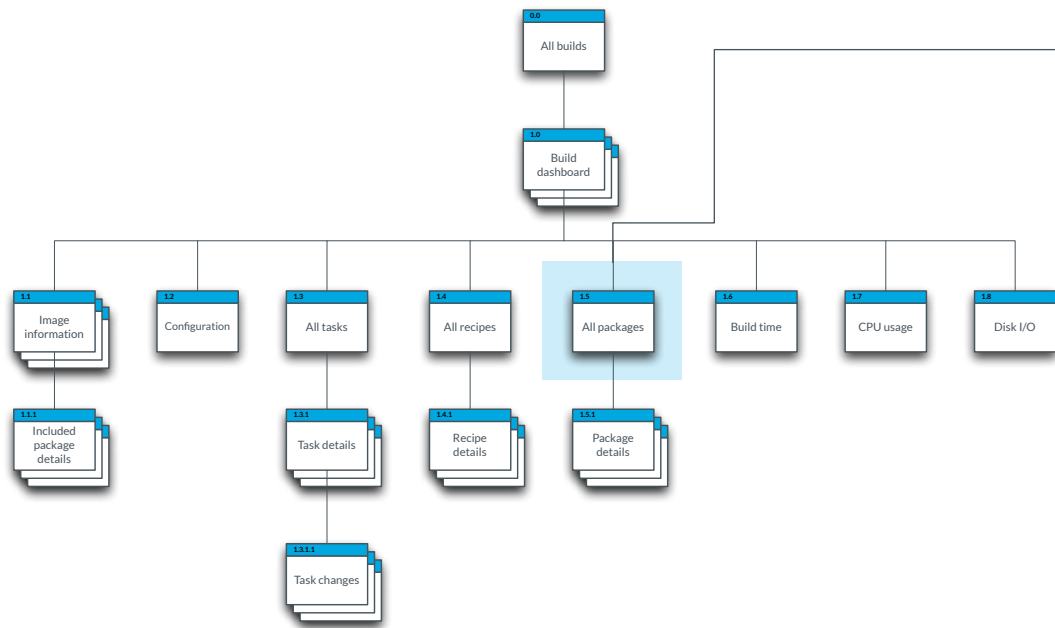 0.0
All builds
1.0
Build
dashboard
1.1
Image
information
1.2
Configuration
1.3
All tasks
1.4
All recipes
1.5
All packages
1.6
Build time
1.7
CPU usage
1.8
Disk I/O
1.1.1
Included
package
details
1.3.1
Task details
1.4.1
Recipe
details
1.5.1
Package
details
1.3.1.1
Task changes